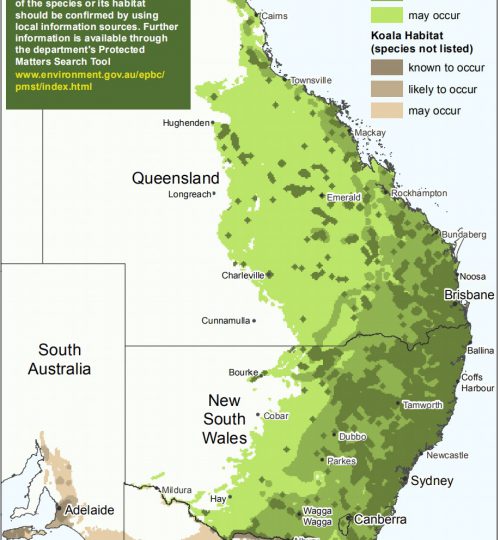 of the species or its habitat
should be confirmed by using
local information sources. Further
information is available through
the department's Protected
Matters Search Tool
www.environment.gov.au/epbc/
pmst/index.html
may occur
Koala Habitat
(species not listed)
known to occur
likely to occur
may occur
Cairns
Townsville
Hughenden
Mackay
Queensland
Longreach
Emerald
Rockhampton
Bundaberg
Charleville
Noosa
Brisbane
Cunnamulla
South
Australia
Ballina
Bourke
Coffs
Harbour
New
South
Wales
Cobar
Tamworth
Dubbo
Newcastle
Parkes
Mildura
Hay
Sydney
Adelaide
Wagga
Wagga
Canberra